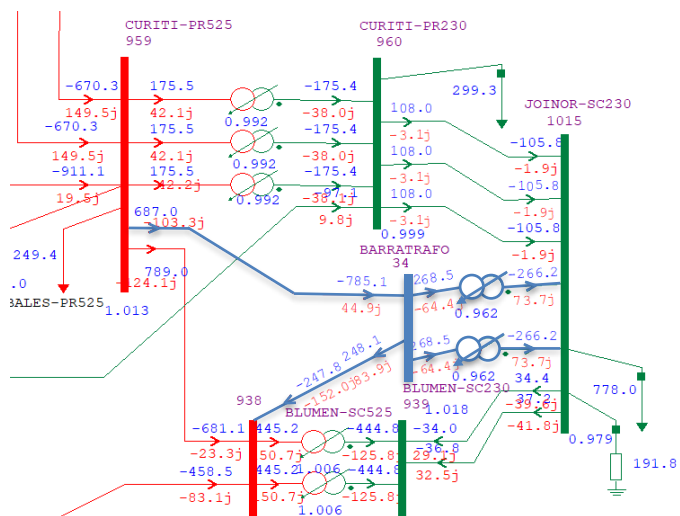 CURITI-PR525
959
CURITI-PR230
960
-670.3
175.5
-175.4
149.5j
42.1j
0.992
-38.0j
299.3
JOINOR-SC230
1015
-670.3
175.5
-175.4
108.0
-3.1j
-105.8
-1.9j
149.5j
42.1j
0.992
-38.0j
108.0
-3.1j
-105.8
-1.9j
-911.1
175.5
-175.4
19.5j
42.2j
0.992
-38.1j
-97.1
9.8j
108.0
-3.1j
-105.8
-1.9j
687.0
-103.3j
0.999
249.4
.0
BALES-PR525
789.0
-124.1j
1.013
BARRATRAFO
34
-785.1
44.9j
268.5
-64.4j
-266.2
73.7j
0.962
268.5
-64.4j
-266.2
73.7j
0.962
248.1
-83.9j
-247.8
-152.0j
938
BLUMEN-SC525
BLUMEN-SC230
939
1.018
34.4
37.2
-39.6j
-41.8j
778.0
0.979
191.8
-681.1
-23.3j
445.2
50.7j
1.006
-444.8
-125.8j
-34.0
-36.8
29.1j
32.5j
-458.5
-83.1j
445.2
150.7j
1.006
-444.8
-125.8j